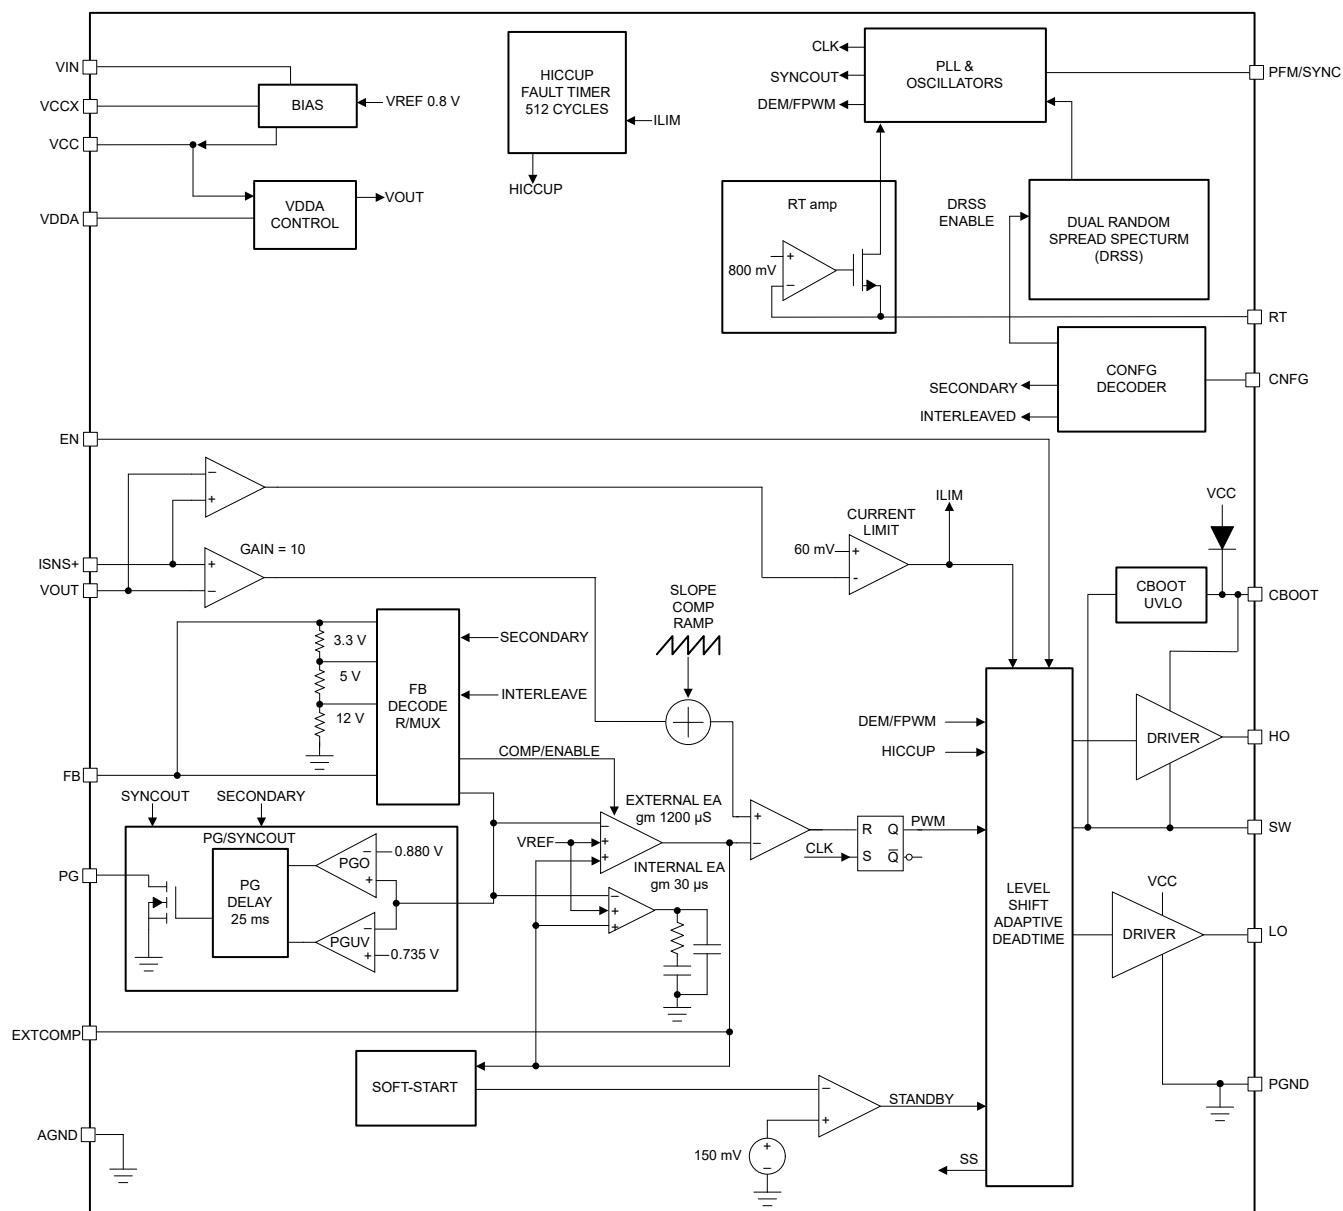 VIN
VCCX
VCC
VDDA
BIAS
VREF 0.8 V
VDDA
CONTROL
VOUT
HICCUP
FAULT TIMER
512 CYCLES
ILIM
HICCUP
CLK
SYNCOUT
DEM/FPWM
PLL &
OSCILLATORS
PFM/SYNC
RT amp
800 mV
+
−
DRSS
ENABLE
DUAL RANDOM
SPREAD SPECTURM
(DRSS)
RT
CONFG
DECODER
CNFG
SECONDARY
INTERLEAVED
EN
−
+
ISNS+
VOUT
GAIN = 10
+
−
CURRENT
LIMIT
60 mV
+
-
ILIM
VCC
CBOOT
UVLO
CBOOT
SLOPE
COMP
RAMP
3.3 V
5 V
12 V
FB
DECODE
R/MUX
SECONDARY
INTERLEAVE
COMP/ENABLE
FB
SYNCOUT
SECONDARY
PG/SYNCOUT
PG
PG
DELAY
25 ms
PGO
−
+
0.880 V
PGUV
−
+
0.735 V
EXTERNAL EA
gm 1200 µS
VREF
−
+
+
INTERNAL EA
gm 30 µs
−
+
+
+
−
R
Q
S
Q
CLK
PWM
DEM/FPWM
HICCUP
LEVEL
SHIFT
ADAPTIVE
DEADTIME
DRIVER
HO
SW
VCC
DRIVER
LO
PGND
EXTCOMP
SOFT-START
−
+
STANDBY
150 mV
+
−
SS
AGND